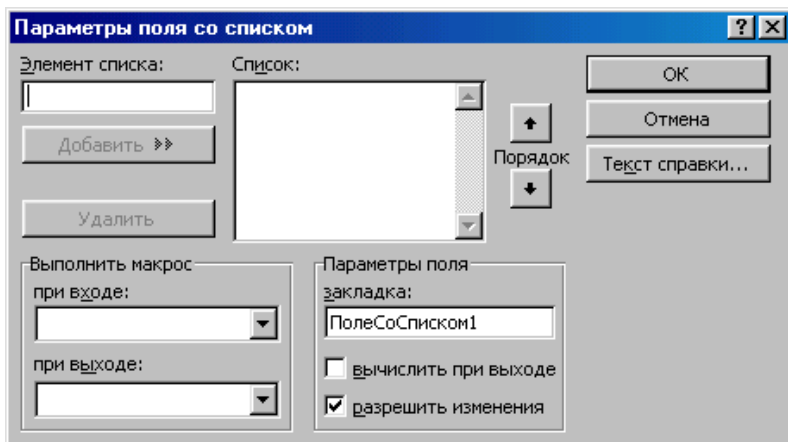 Параметры поля со списком
Элемент списка:
Список:
Добавить
Удалить
Порядок
ОК
Отмена
Текст справки...
Выполнить макрос
при входе:
при выходе:
Параметры поля
закладка:
ПолеСоСписком1
вычислить при выходе
разрешить изменения